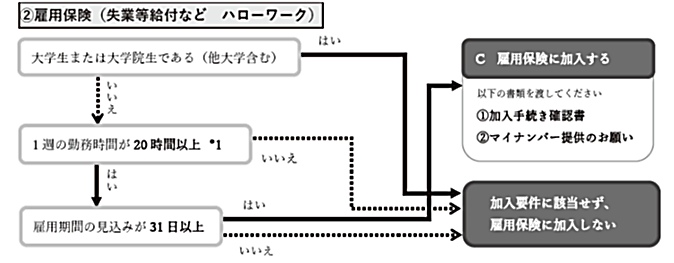 ②雇用保険（失業等給付など　ハローワーク）
大学生または大学院生である（他大学含む）
はい
いいえ
C　雇用保険に加入する
以下の書類を渡してください
①加入手続き確認書
②マイナンバー提供のお願い
1週の勤務時間が 20時間以上　*1
いいえ
はい
雇用期間の見込みが 31日以上
はい
いいえ
加入要件に該当せず、
雇用保険に加入しない